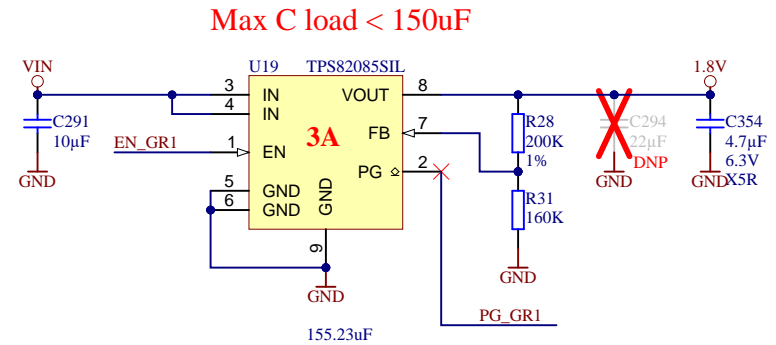 Max C load < 150uF
VIN
U19
TPS82085SIL
1.8V
3
IN
VOUT
8
4
IN
C291
10µF
R28
200K
1%
C294
22µF
DNP
C354
4.7µF
6.3V
X5R
3A
FB
7
EN_GR1
1
EN
PG
2
GND
GND
GND
5
GND
6
GND
GND
R31
160K
9
GND
GND
PG_GR1
155.23uF